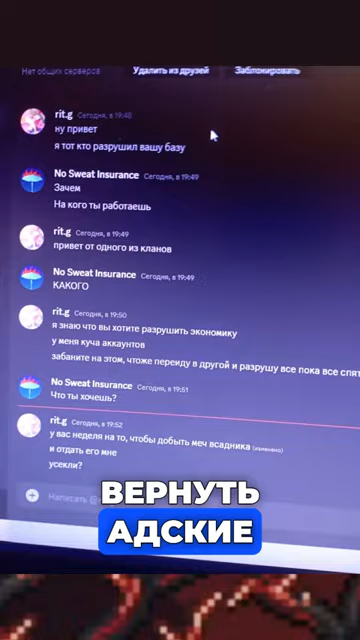 Нет общих серверов
Удалить из друзей
Заблокировать
rit.g Сегодня, в 19:48
ну привет
я тот кто разрушил вашу базу
No Sweat Insurance Сегодня, в 19:49
Зачем
На кого ты работаешь
rit.g Сегодня, в 19:49
привет от одного из кланов
No Sweat Insurance Сегодня, в 19:49
КАКОГО
rit.g Сегодня, в 19:50
я знаю что вы хотите разрушить экономику
у меня куча аккаунтов
забаните на этом, чтоже переиду в другой и разрушу все пока все спят
No Sweat Insurance Сегодня, в 19:51
Что ты хочешь?
rit.g Сегодня, в 19:52
у вас неделя на то, чтобы добыть меч всадника (изменено)
и отдать его мне
усекли?
Написать @
ВЕРНУТЬ
АДСКИЕ